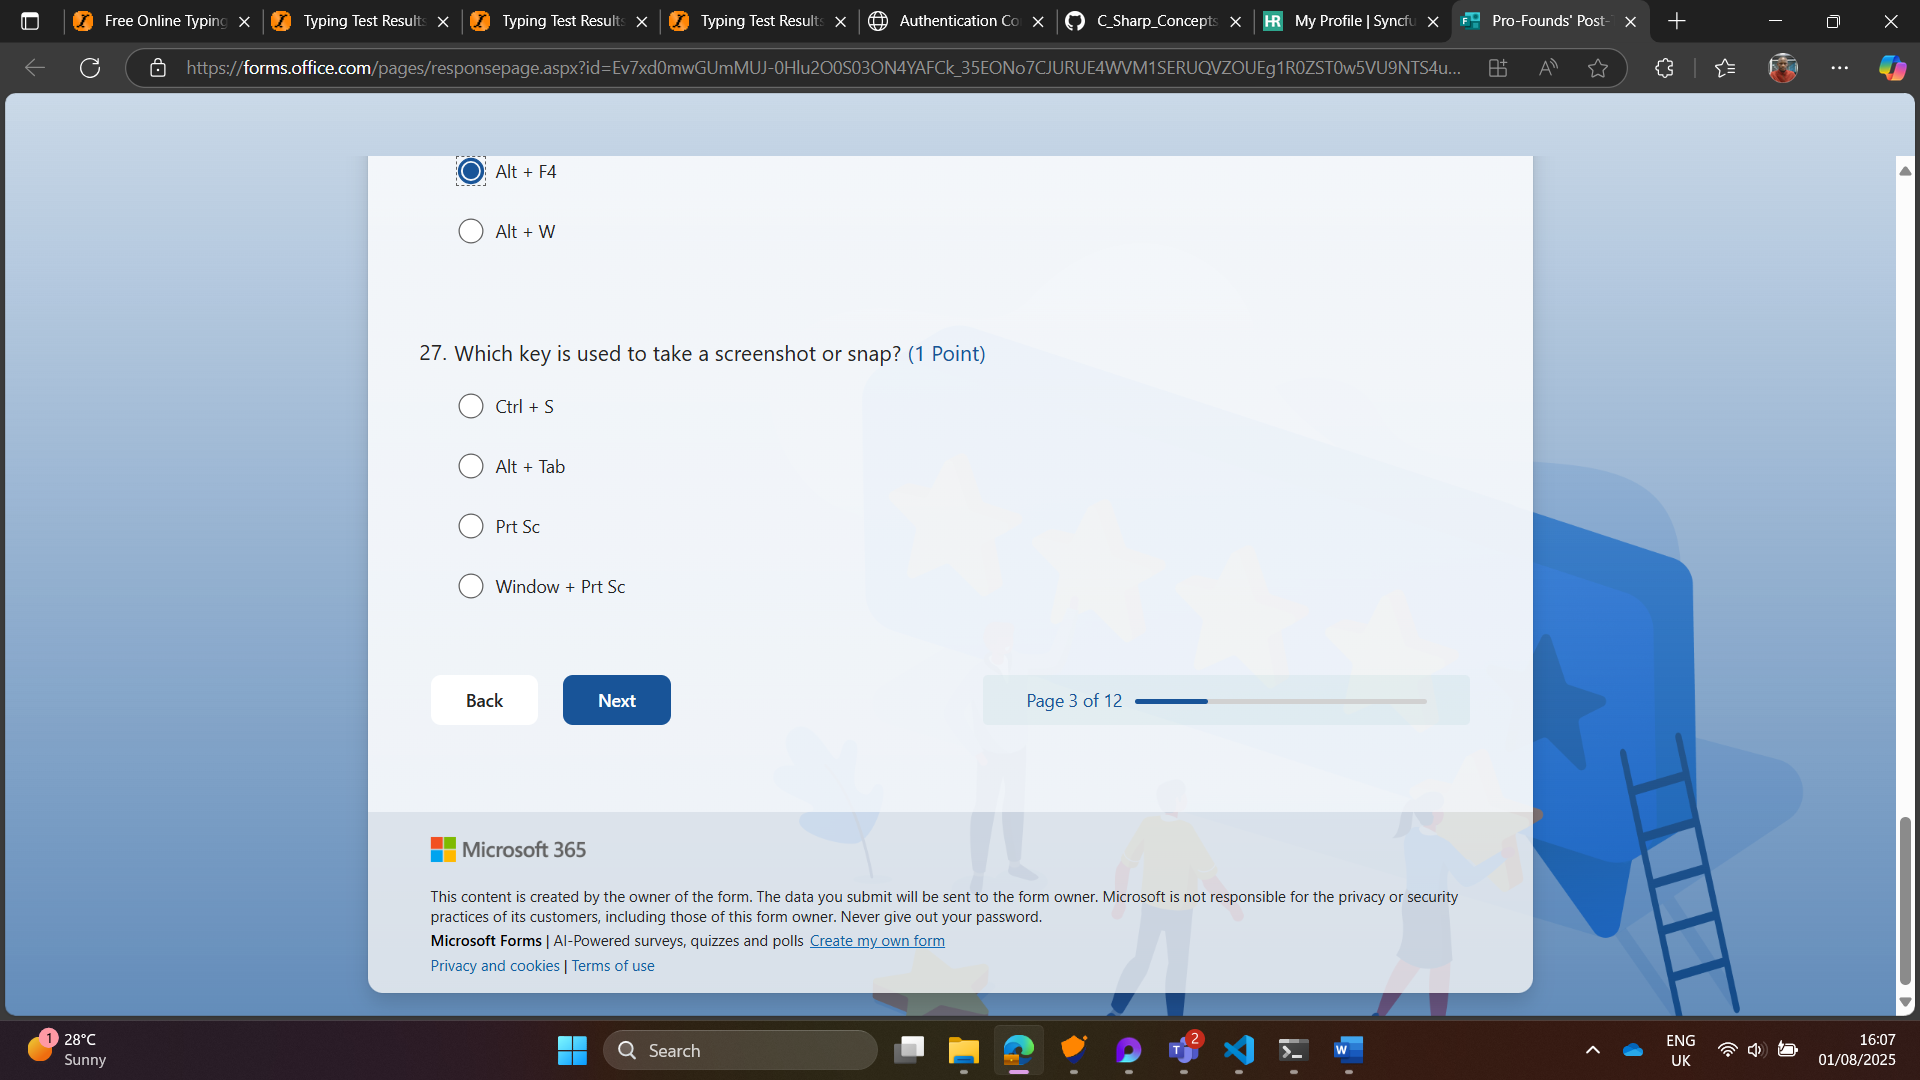 Free Online Typing
Typing Test Results
Typing Test Results
Typing Test Results
Authentication Co
C_Sharp_Concepts
HR
My Profile | Syncfu
Pro-Founds' Post-
https://forms.office.com/pages/responsepage.aspx?id=Ev7xd0mwGUmMUJ-0Hlu2O0S03ON4YAFCk_35EONo7CJURUE4WVM1SERUQVZOUEg1R0ZST0w5VU9NTS4u...
Alt + F4
Alt + W
27. Which key is used to take a screenshot or snap? (1 Point)
Ctrl + S
Alt + Tab
Prt Sc
Window + Prt Sc
Back
Next
Page 3 of 12
Microsoft 365
This content is created by the owner of the form. The data you submit will be sent to the form owner. Microsoft is not responsible for the privacy or security
practices of its customers, including those of this form owner. Never give out your password.
Microsoft Forms | AI-Powered surveys, quizzes and polls Create my own form
Privacy and cookies | Terms of use
1
28°C
Sunny
Search
2
ENG
UK
16:07
01/08/2025